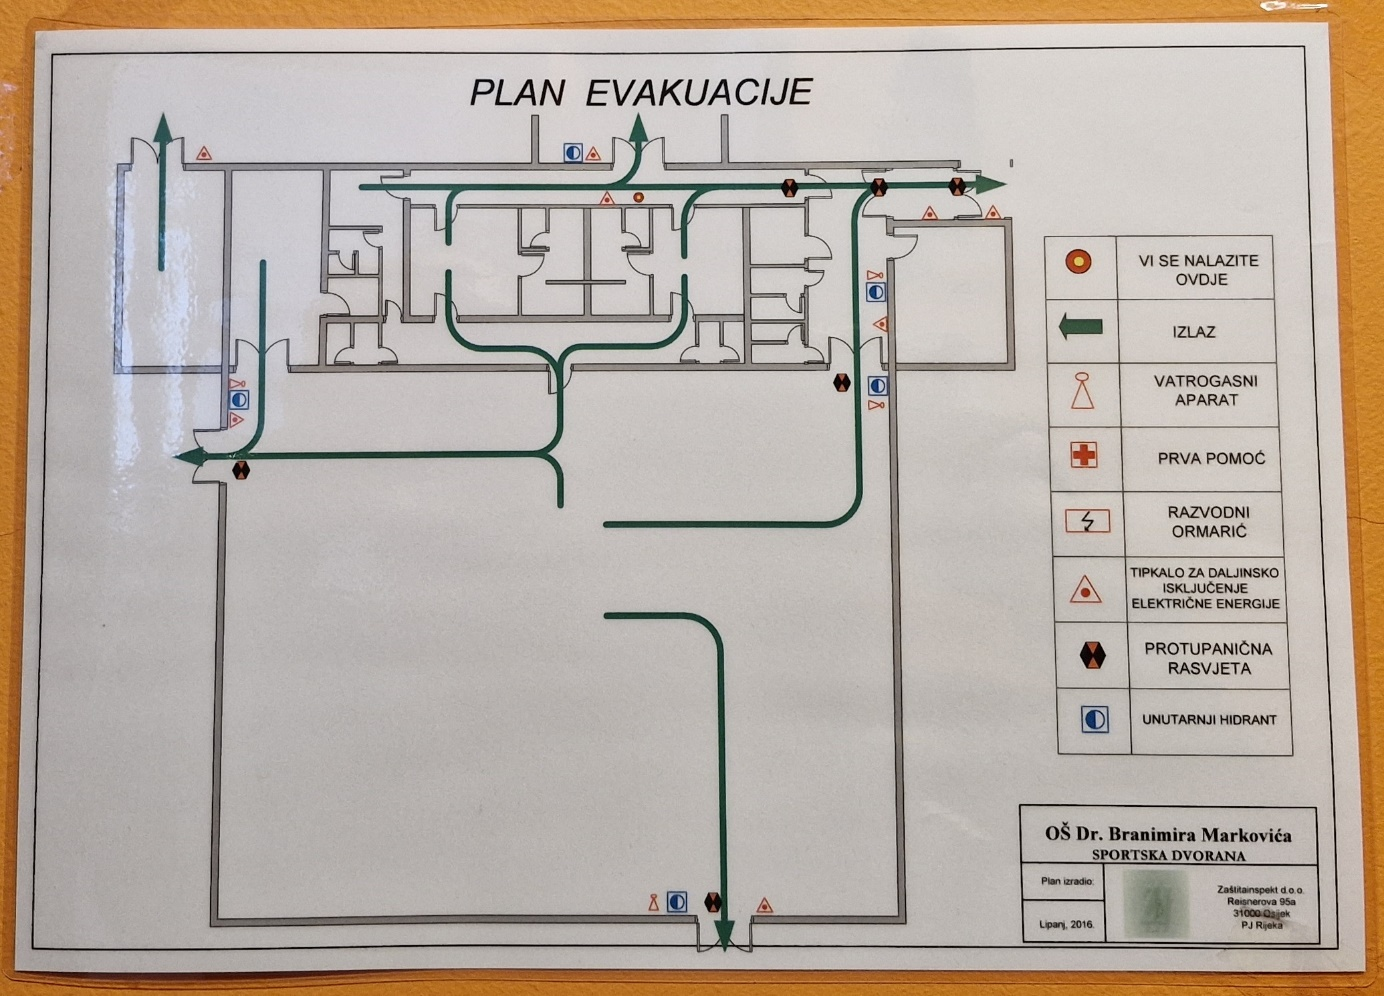 PLAN EVAKUACIJE
VI SE NALAZITE
OVDJE
IZLAZ
VATROGASNI
APARAT
PRVA POMOĆ
RAZVODNI
ORMARIĆ
TIPKALO ZA DALJINSKO
ISKLJUČENJE
ELEKTRIČNE ENERGIJE
PROTUPANIČNA
RASVJETA
UNUTARNJI HIDRANT
OŠ Dr. Branimira Markovića
SPORTSKA DVORANA
Plan izradio:
Lipanj, 2016.
Zaštitainspekt d.o.o.
Reisnerova 95a
31000 Osijek
PJ Rijeka